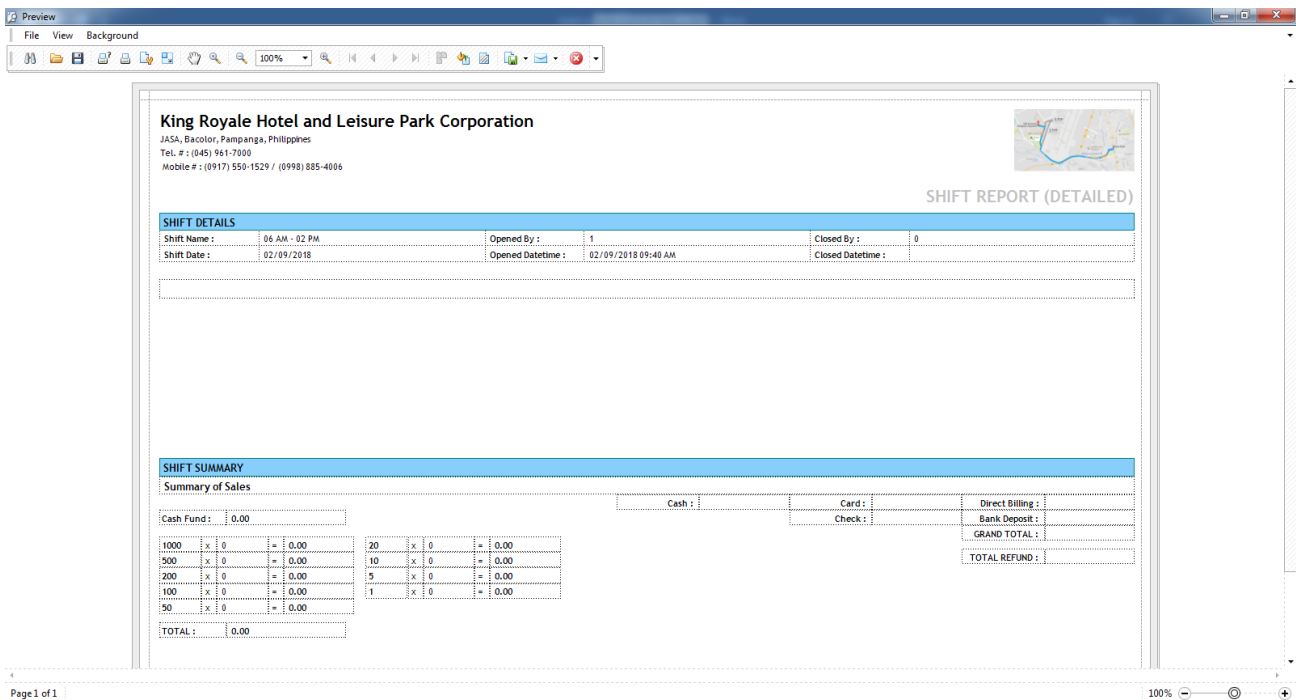 Preview
File View Background
100%
King Royale Hotel and Leisure Park Corporation
JASA, Bacolor, Pampanga, Philippines
Tel. # : (045) 961-7000
Mobile # : (0917) 550-1529 / (0998) 885-4006
SHIFT REPORT (DETAILED)
SHIFT DETAILS
Shift Name : 06 AM - 02 PM Opened By : 1 Closed By : 0
Shift Date : 02/09/2018 Opened Datetime : 02/09/2018 09:40 AM Closed Datetime :
SHIFT SUMMARY
Summary of Sales
Cash : Card : Direct Billing :
Cash Fund : 0.00 Check : Bank Deposit :
GRAND TOTAL :
1000 x 0 = 0.00 20 x 0 = 0.00
TOTAL REFUND :
500 x 0 = 0.00 10 x 0 = 0.00
200 x 0 = 0.00 5 x 0 = 0.00
100 x 0 = 0.00 1 x 0 = 0.00
50 x 0 = 0.00
TOTAL : 0.00
Page 1 of 1 100%